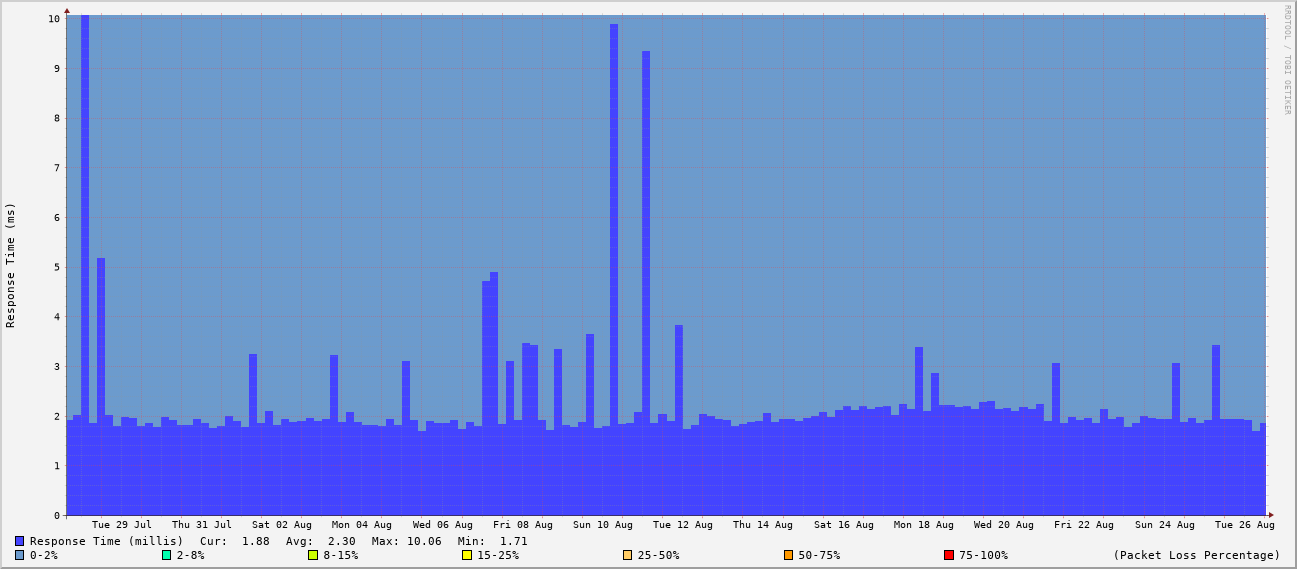 RRDTOOL / TOBI OETIKER
Response Time (ms)
10
9
8
7
6
5
4
3
2
1
0
Tue 29 Jul Thu 31 Jul Sat 02 Aug Mon 04 Aug Wed 06 Aug Fri 08 Aug Sun 10 Aug Tue 12 Aug Thu 14 Aug Sat 16 Aug Mon 18 Aug Wed 20 Aug Fri 22 Aug Sun 24 Aug Tue 26 Aug
Response Time (millis) Cur: 1.88 Avg: 2.30 Max: 10.06 Min: 1.71
0-2% 2-8% 8-15% 15-25% 25-50% 50-75% 75-100% (Packet Loss Percentage)